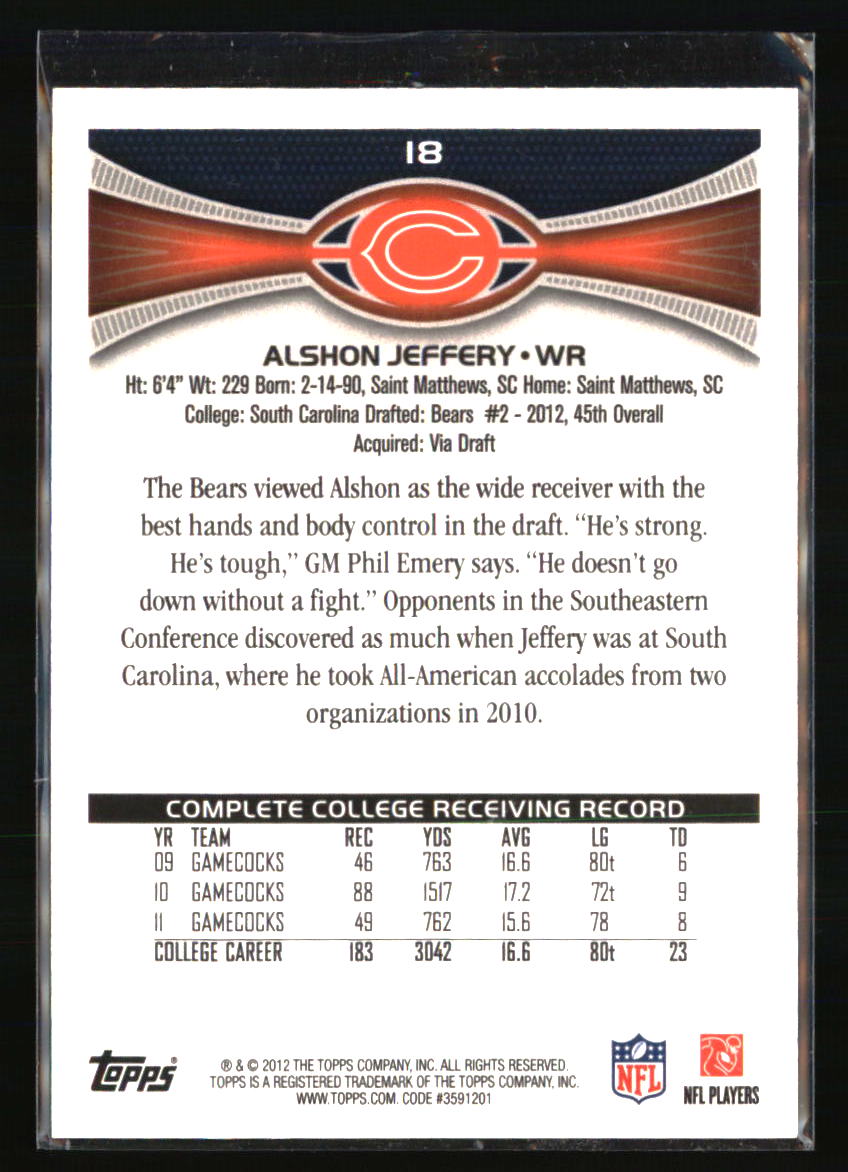 18
C
ALSHON JEFFERY • WR
Ht: 6'4" Wt: 229 Born: 2-14-90, Saint Matthews, SC Home: Saint Matthews, SC
College: South Carolina Drafted: Bears #2 - 2012, 45th Overall
Acquired: Via Draft
The Bears viewed Alshon as the wide receiver with the
best hands and body control in the draft. “He’s strong.
He’s tough,” GM Phil Emery says. “He doesn’t go
down without a fight.” Opponents in the Southeastern
Conference discovered as much when Jeffery was at South
Carolina, where he took All-American accolades from two
organizations in 2010.
COMPLETE COLLEGE RECEIVING RECORD
YR TEAM REC YDS AVG LG TD
09 GAMECOCKS 46 763 16.6 80t 6
10 GAMECOCKS 88 1517 17.2 72t 9
11 GAMECOCKS 49 762 15.6 78 8
COLLEGE CAREER 183 3042 16.6 80t 23
Topps®
® & © 2012 THE TOPPS COMPANY, INC. ALL RIGHTS RESERVED.
TOPPS IS A REGISTERED TRADEMARK OF THE TOPPS COMPANY, INC.
WWW.TOPPS.COM. CODE #3591201
NFL
NFL PLAYERS